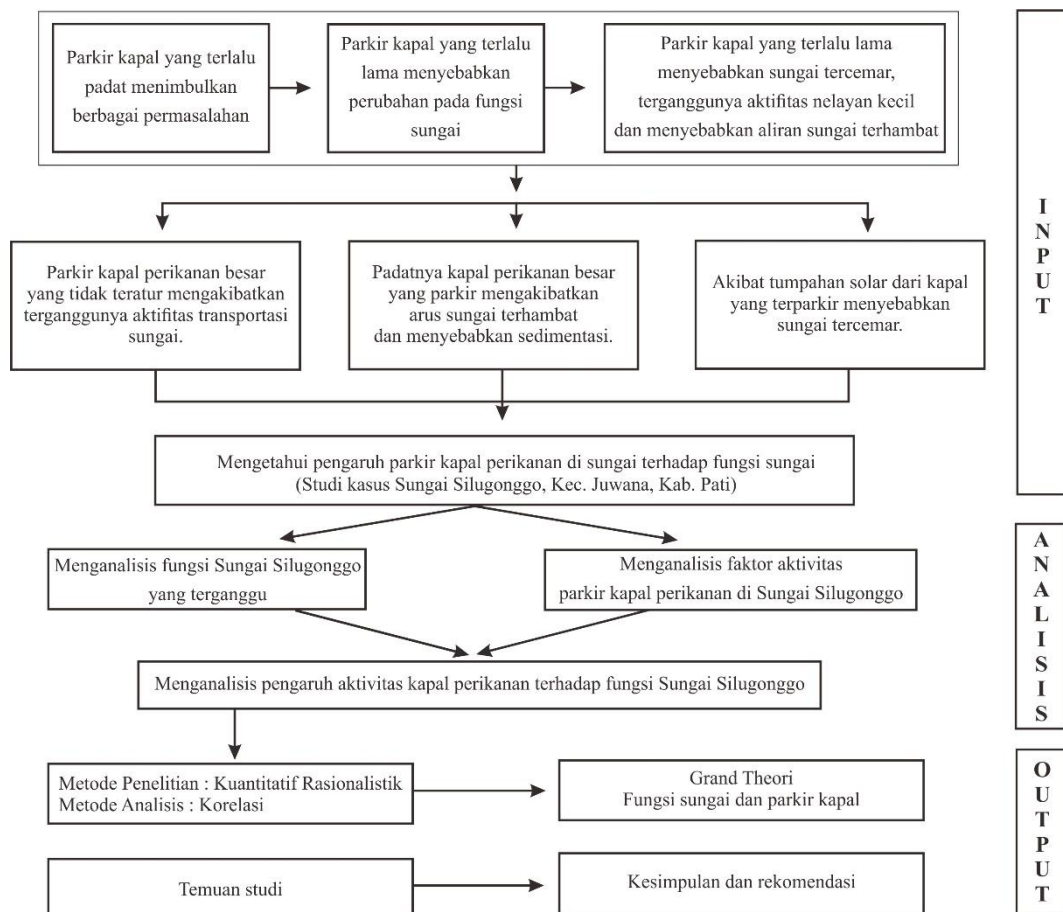 Parkir kapal yang terlalu
padat menimbulkan
berbagai permasalahan
Parkir kapal yang terlalu
lama menyebabkan
perubahan pada fungsi
sungai
Parkir kapal yang terlalu lama
menyebabkan sungai tercemar,
terganggunya aktifitas nelayan kecil
dan menyebabkan aliran sungai terhambat
Parkir kapal perikanan besar
yang tidak teratur mengakibatkan
terganggunya aktifitas transportasi
sungai.
Padatnya kapal perikanan besar
yang parkir mengakibatkan
arus sungai terhambat
dan menyebabkan sedimentasi.
Akibat tumpahan solar dari kapal
yang terparkir menyebabkan
sungai tercemar.
Mengetahui pengaruh parkir kapal perikanan di sungai terhadap fungsi sungai
(Studi kasus Sungai Silugonggo, Kec. Juwana, Kab. Pati)
INPUT
Menganalisis fungsi Sungai Silugonggo
yang terganggu
Menganalisis faktor aktivitas
parkir kapal perikanan di Sungai Silugonggo
Menganalisis pengaruh aktivitas kapal perikanan terhadap fungsi Sungai Silugonggo
ANALISIS
Metode Penelitian : Kuantitatif Rasionalistik
Metode Analisis : Korelasi
Grand Theori
Fungsi sungai dan parkir kapal
Temuan studi
Kesimpulan dan rekomendasi
OUTPUT